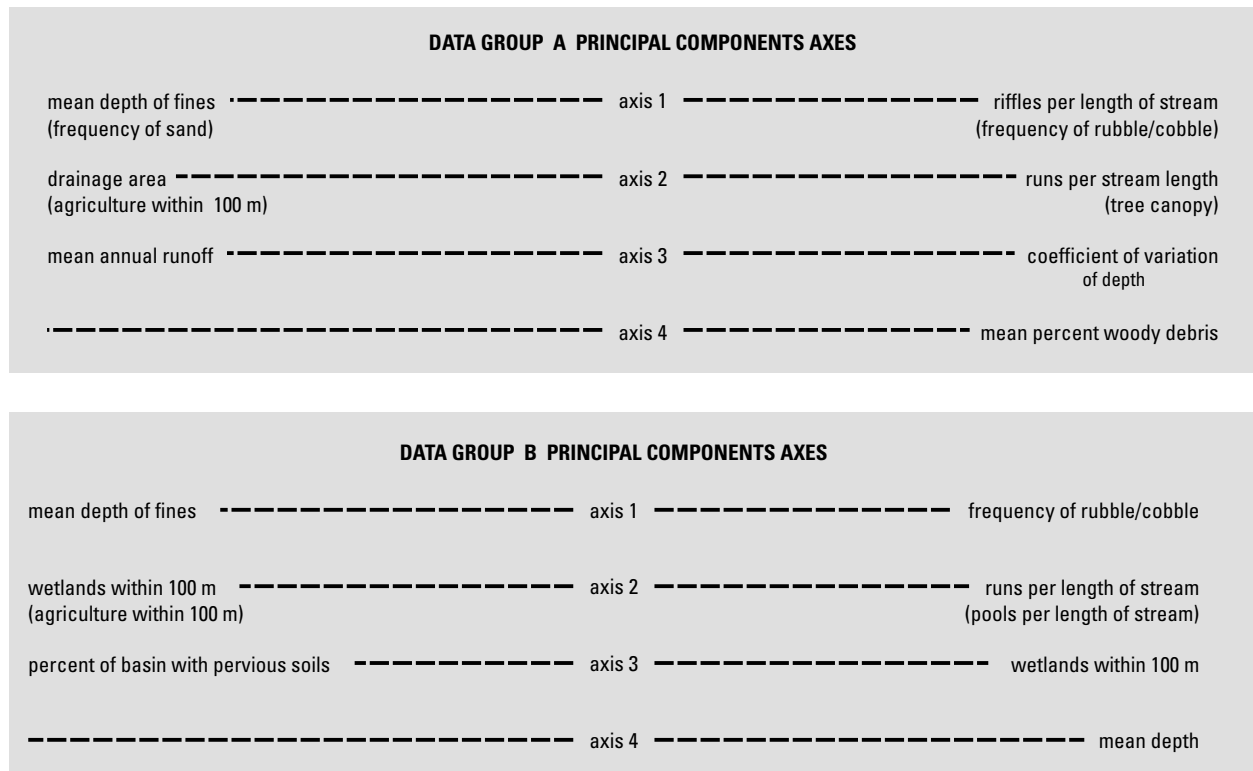 DATA GROUP A PRINCIPAL COMPONENTS AXES
mean depth of fines axis 1 riffles per length of stream
(frequency of sand) (frequency of rubble/cobble)
drainage area axis 2 runs per stream length
(agriculture within 100 m) (tree canopy)
mean annual runoff axis 3 coefficient of variation
of depth
axis 4 mean percent woody debris
DATA GROUP B PRINCIPAL COMPONENTS AXES
mean depth of fines axis 1 frequency of rubble/cobble
wetlands within 100 m axis 2 runs per length of stream
(agriculture within 100 m) (pools per length of stream)
percent of basin with pervious soils axis 3 wetlands within 100 m
axis 4 mean depth